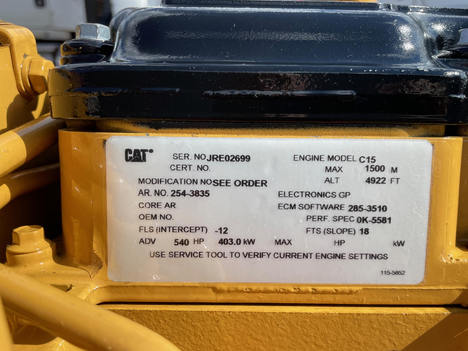 CAT SER. NO. JRE02699 ENGINE MODEL C15
CERT. NO. MAX 1500 M
MODIFICATION NO SEE ORDER ALT 4922 FT
AR. NO. 254-3835 ELECTRONICS GP
CORE AR ECM SOFTWARE 285-3510
OEM NO. PERF. SPEC 0K-5581
FLS (INTERCEPT) -12 FTS (SLOPE) 18
ADV 540 HP 403.0 kW MAX HP kW
USE SERVICE TOOL TO VERIFY CURRENT ENGINE SETTINGS
115-5852